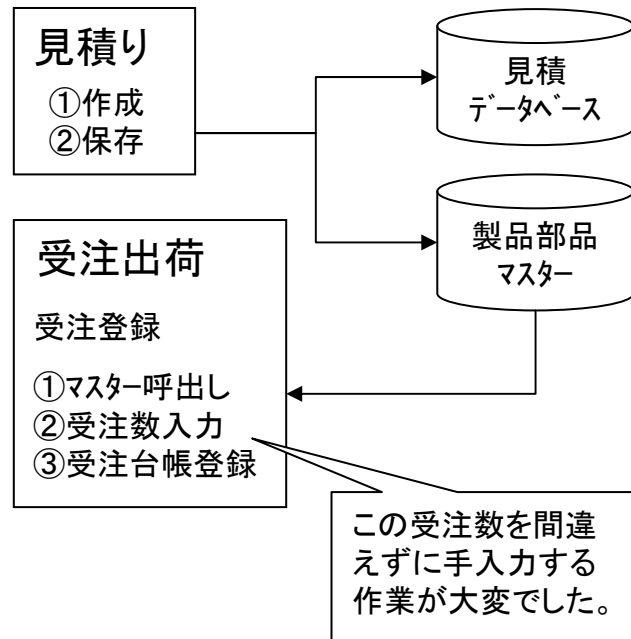 見積り
①作成
②保存
見積
ﾃﾞｰﾀﾍﾞｰｽ
製品部品
ﾏｽﾀｰ
受注出荷
受注登録
①ﾏｽﾀｰ呼出し
②受注数入力
③受注台帳登録
この受注数を間違
えずに手入力する
作業が大変でした。